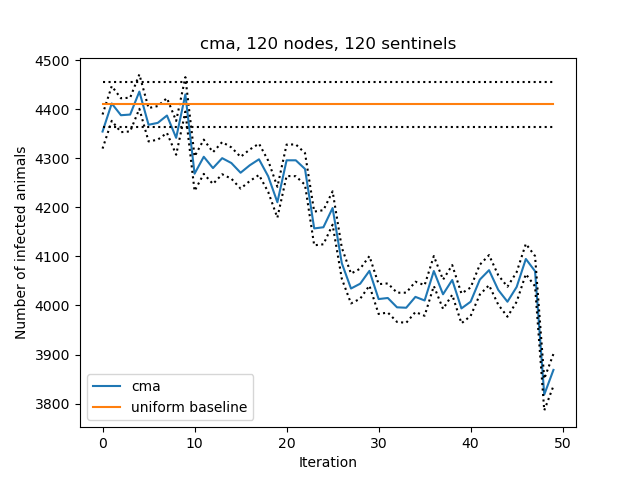 cma, 120 nodes, 120 sentinels
4500
4400
4300
4200
4100
4000
3900
3800
Number of infected animals
cma
uniform baseline
0 10 20 30 40 50
Iteration